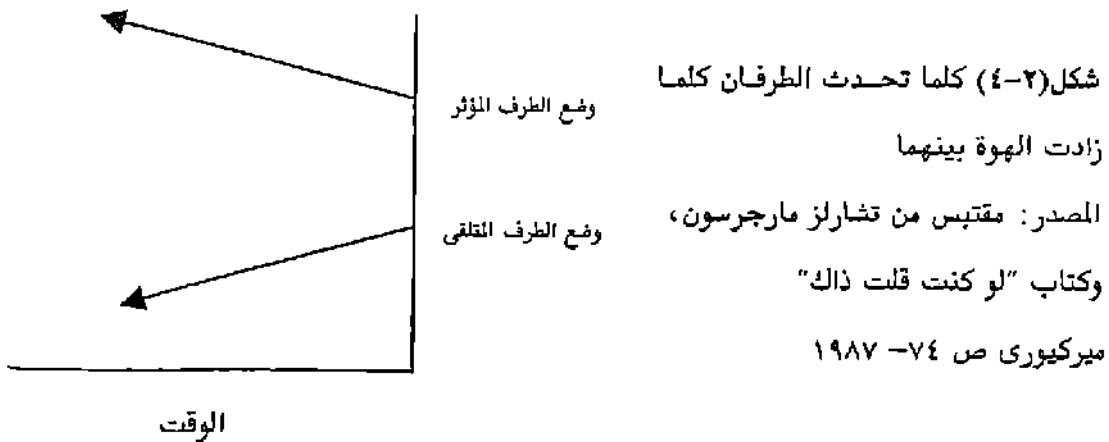 شكل(٢-٤) كلما تحدث الطرفان كلما
زادت الهوة بينهما
المصدر: مقتبس من تشارلز مارجرسون،
وكتاب "لو كنت قلت ذاك"
ميركيورى ص ٧٤- ١٩٨٧
وضع الطرف المؤثر
وضع الطرف المتلقى
الوقت